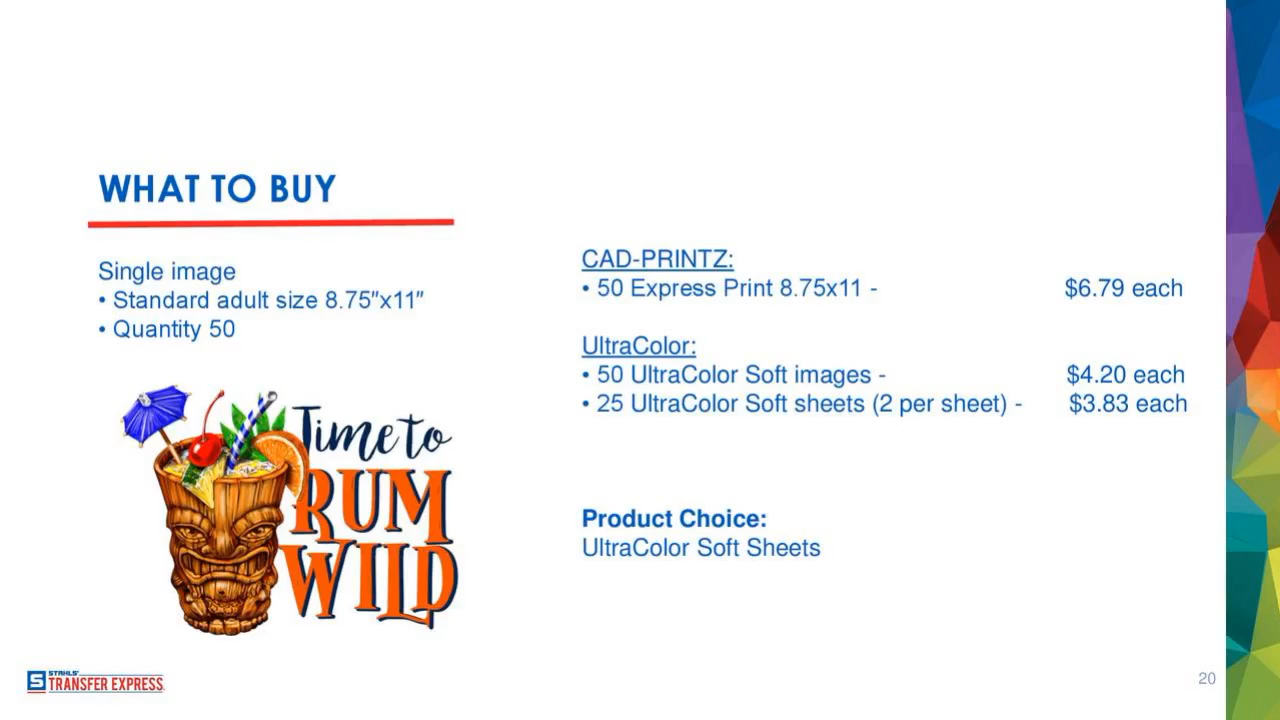 WHAT TO BUY
Single image
• Standard adult size 8.75″x11″
• Quantity 50
Time to
RUM
WILD
CAD-PRINTZ:
• 50 Express Print 8.75x11 - $6.79 each
UltraColor:
• 50 UltraColor Soft images - $4.20 each
• 25 UltraColor Soft sheets (2 per sheet) - $3.83 each
Product Choice:
UltraColor Soft Sheets
S STAHLS'
TRANSFER EXPRESS
20